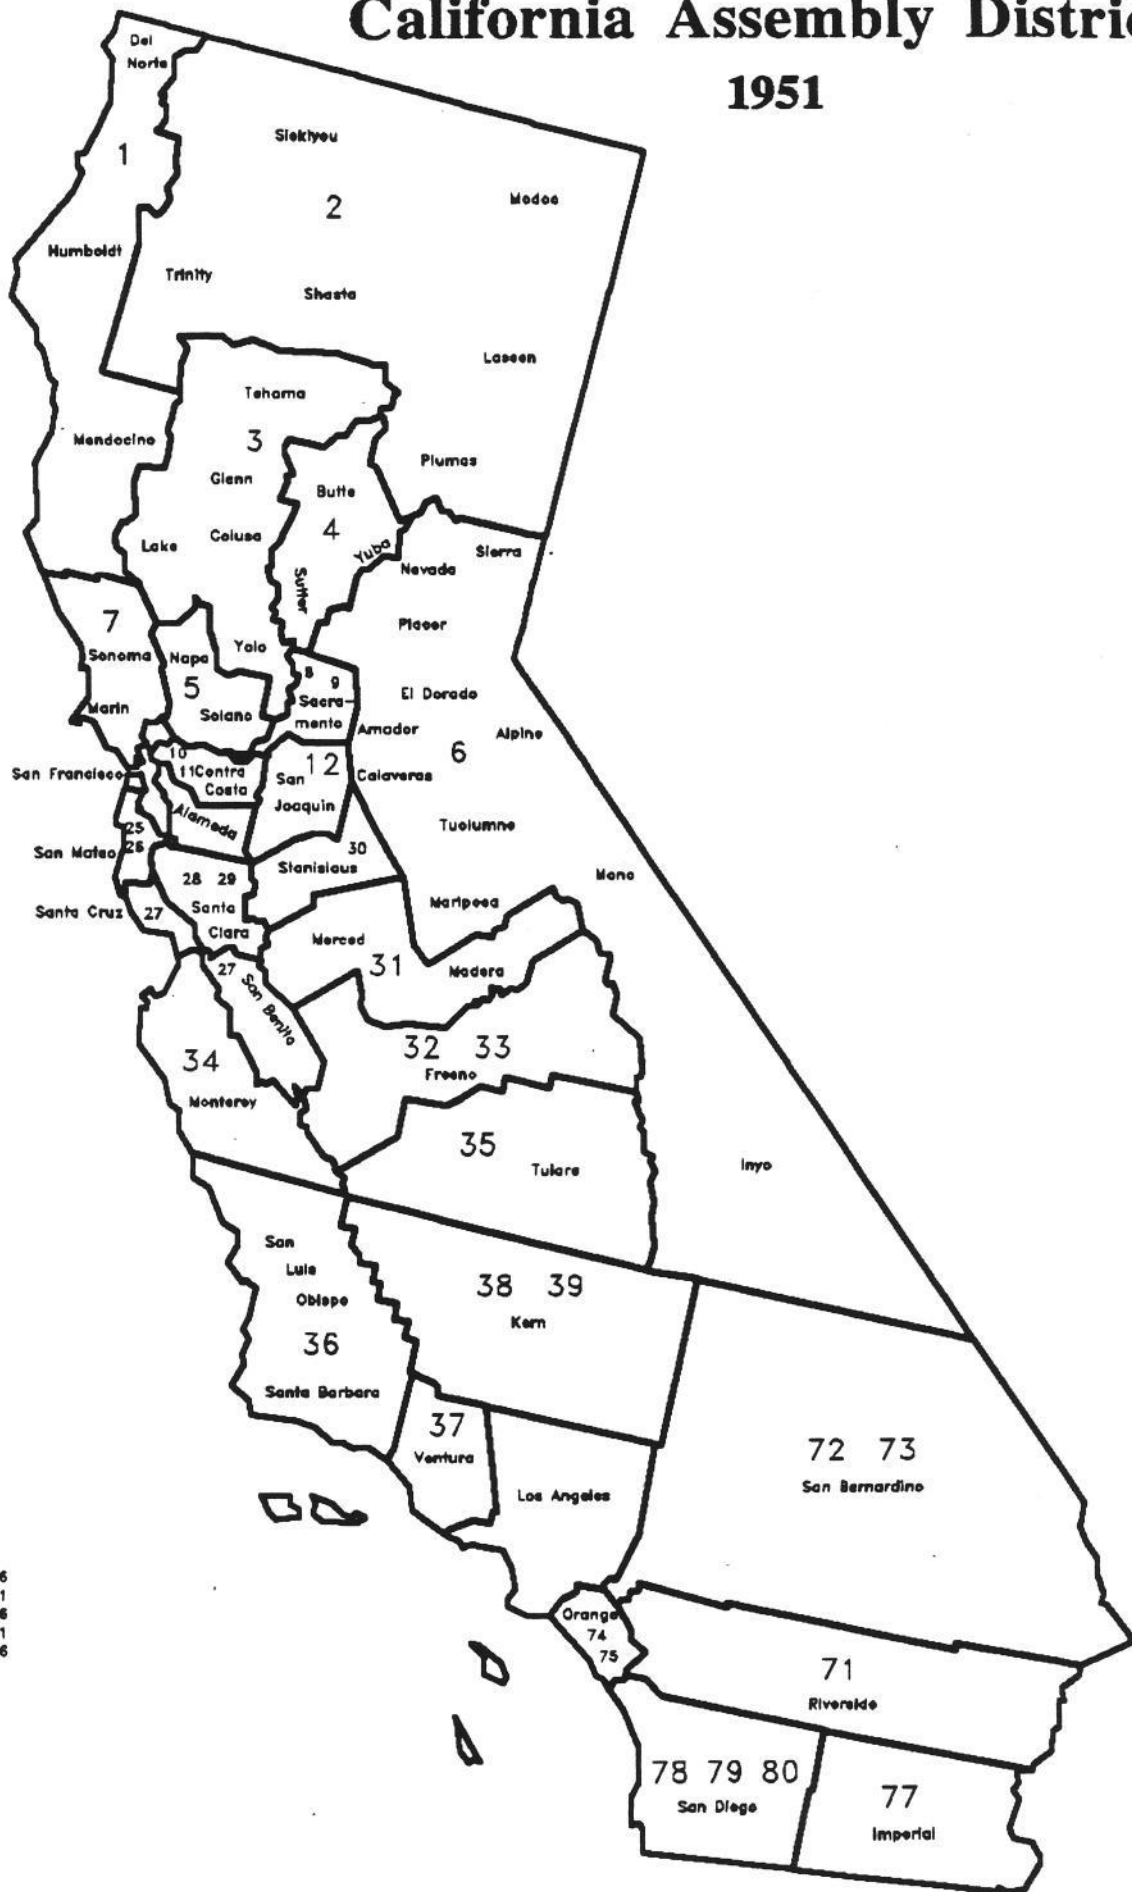 California Assembly Distric
1951
Del
Norte
Siskiyou
1
Modoc
2
Humboldt
Trinity
Shasta
Lassen
Tehama
Mendocino
3
Plumas
Glenn
Butte
4
Colusa
Lake
Yuba
Sierra
Nevada
Sutter
7
Placer
Yolo
Sonoma
Napa
8
9
5
El Dorado
Sacra-
Marin
Solano
mento
Amador
Alpine
6
10
12
San Francisco
11
Contra
San
Calaveras
Costa
Joaquin
Alameda
Tuolumne
25
San Mateo
26
30
Stanislaus
Mono
28 29
Mariposa
Santa
Santa Cruz
27
Clara
Merced
31
27
Madera
San Benito
32 33
34
Fresno
Monterey
35
Tulare
Inyo
San
Luis
Obispo
38 39
Kern
36
Santa Barbara
37
Ventura
72 73
San Bernardino
Los Angeles
6
1
6
1
6
Orange
74
75
71
Riverside
78 79 80
San Diego
77
Imperial